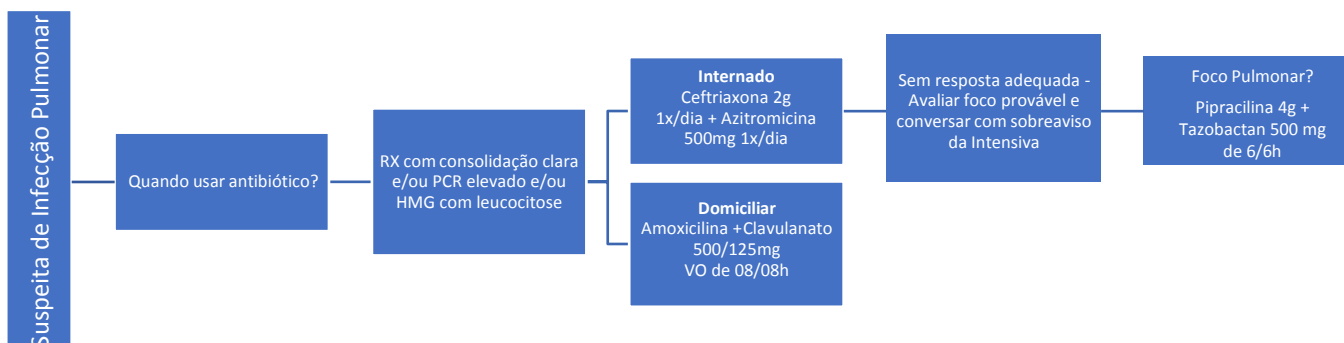 Suspeita de Infecção Pulmonar
Quando usar antibiótico?
RX com consolidação clara
e/ou PCR elevado e/ou
HMG com leucocitose
Internado
Ceftriaxona 2g
1x/dia + Azitromicina
500mg 1x/dia
Domiciliar
Amoxicilina +Clavulanato
500/125mg
VO de 08/08h
Sem resposta adequada -
Avaliar foco provável e
conversar com sobreaviso
da Intensiva
Foco Pulmonar?
Pipracilina 4g +
Tazobactan 500 mg
de 6/6h